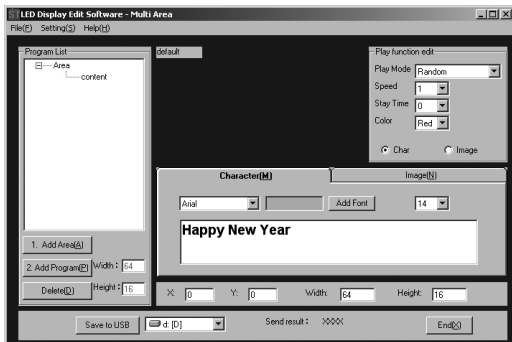 ST LED Display Edit Software - Multi Area
File(F) Setting(S) Help(H)
Program List
Area
content
1. Add Area(A)
2. Add Program(P)
Width: 64
Delete(D)
Height: 16
default
Play function edit
Play Mode Random
Speed 1
Stay Time 0
Color Red
Char Image
Character(M) Image(N)
Arial Add Font 14
Happy New Year
X: 0 Y: 0 Width: 64 Height: 16
Save to USB d: [D] Send result: XXXX End(X)